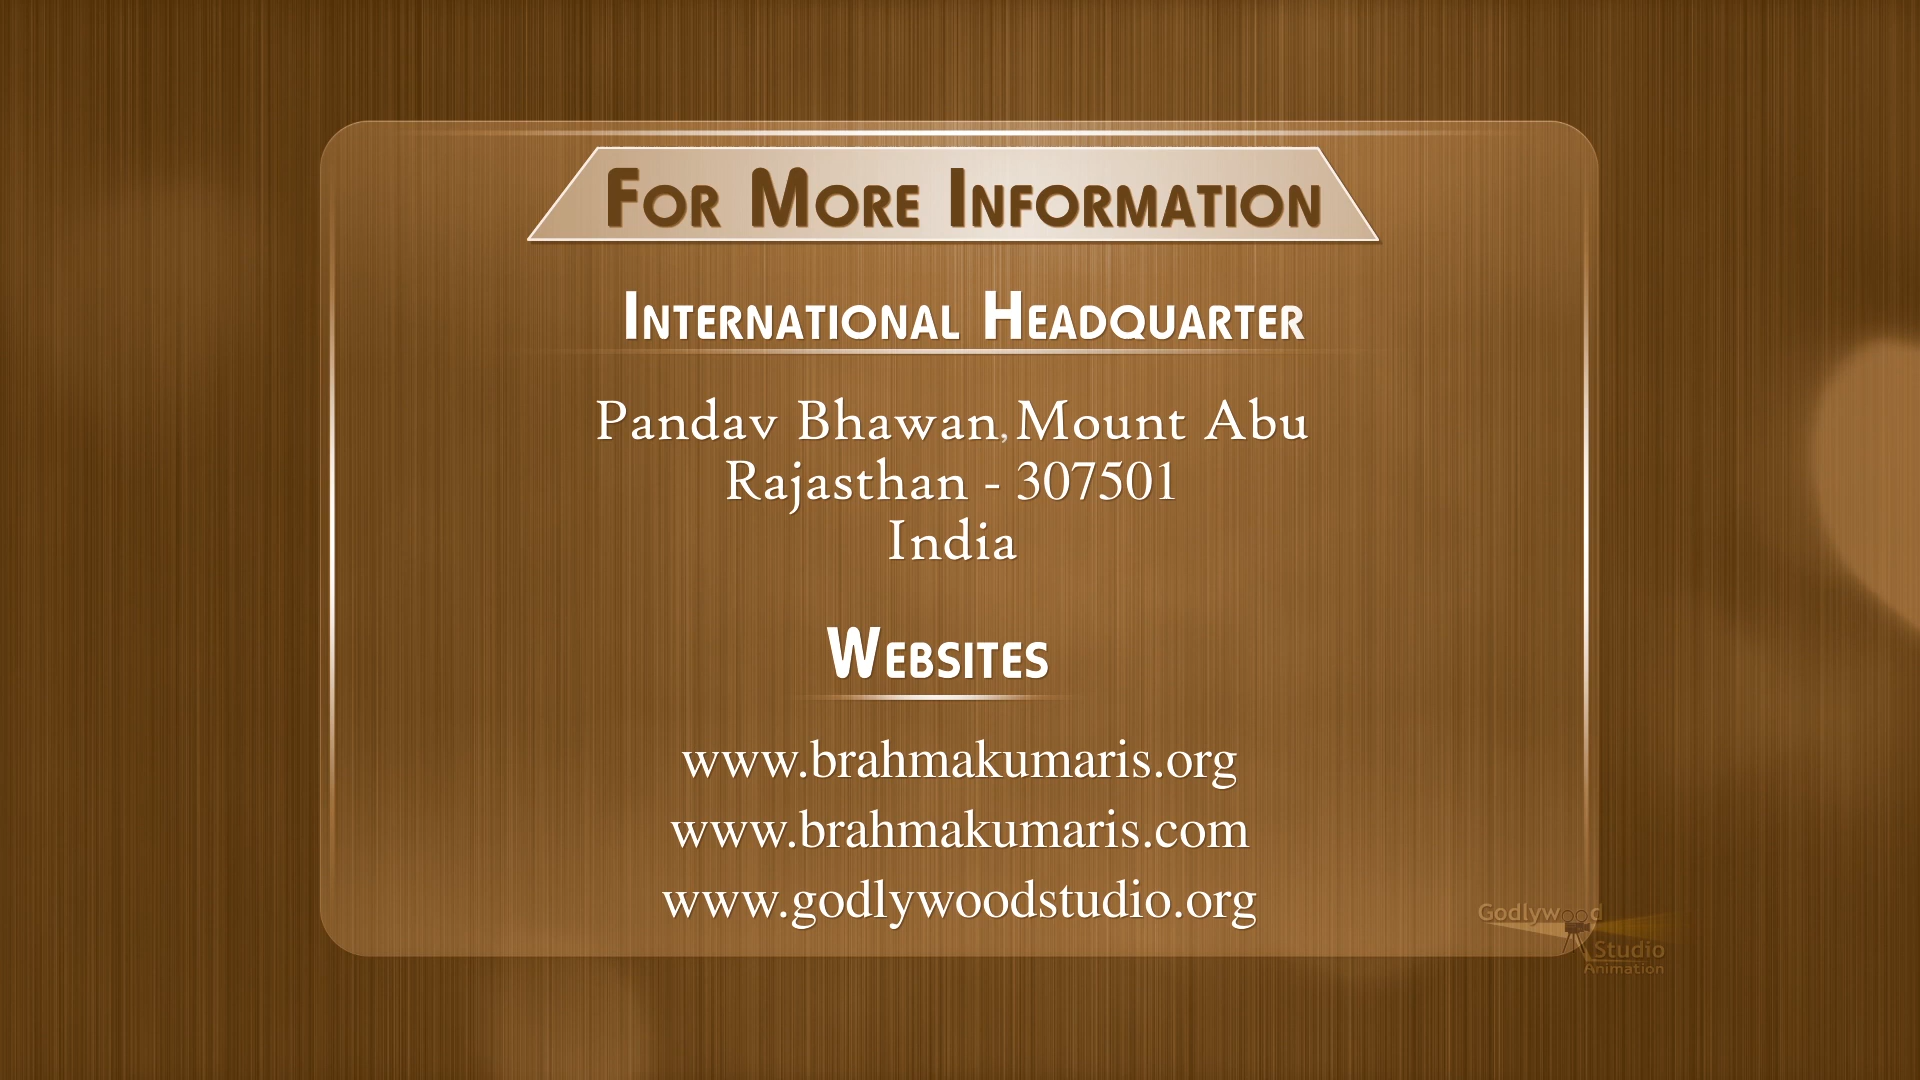 For More Information
International Headquarter
Pandav Bhawan, Mount Abu
Rajasthan - 307501
India
Websites
www.brahmakumaris.org
www.brahmakumaris.com
www.godlywoodstudio.org
Godlywood
Studio
Animation